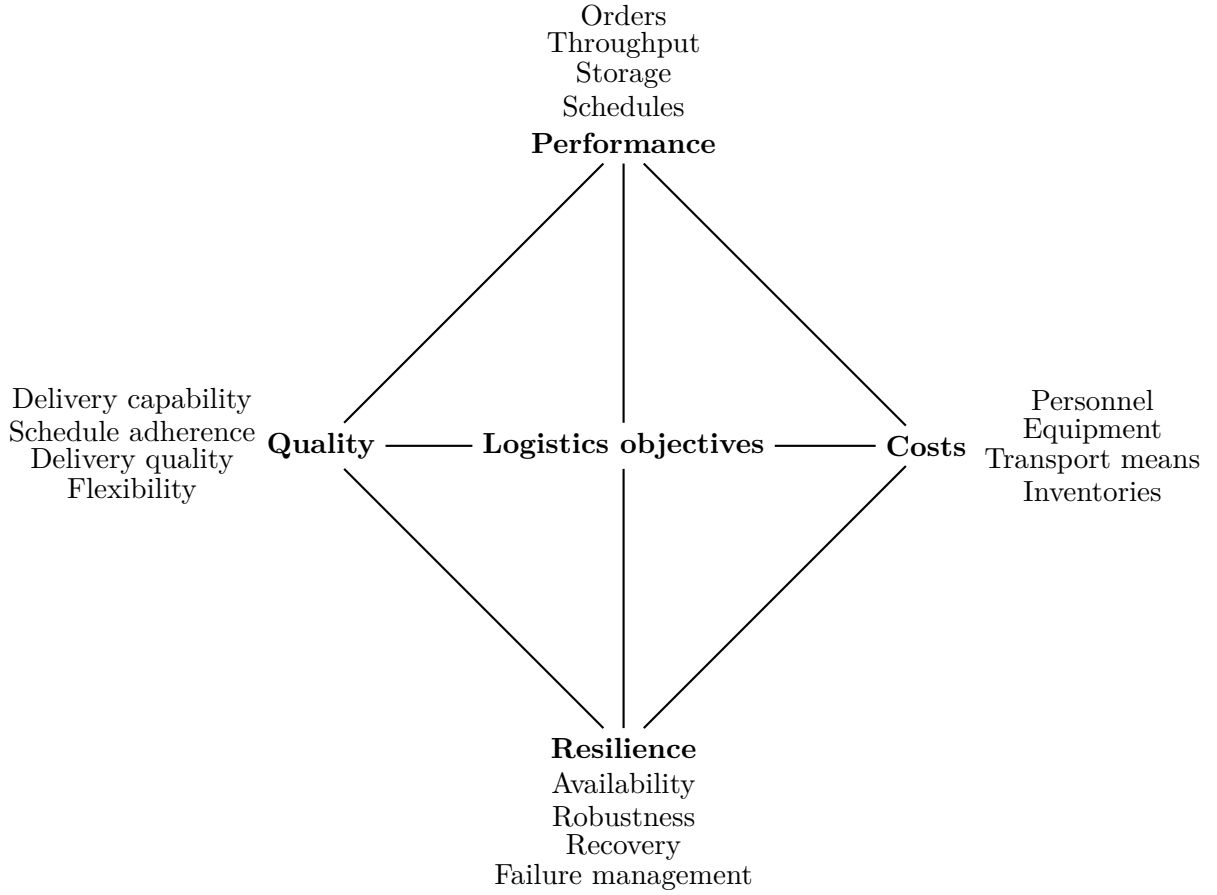 Orders
Throughput
Storage
Schedules
Performance
Delivery capability
Schedule adherence
Delivery quality
Flexibility
Quality
Logistics objectives
Costs
Personnel
Equipment
Transport means
Inventories
Resilience
Availability
Robustness
Recovery
Failure management